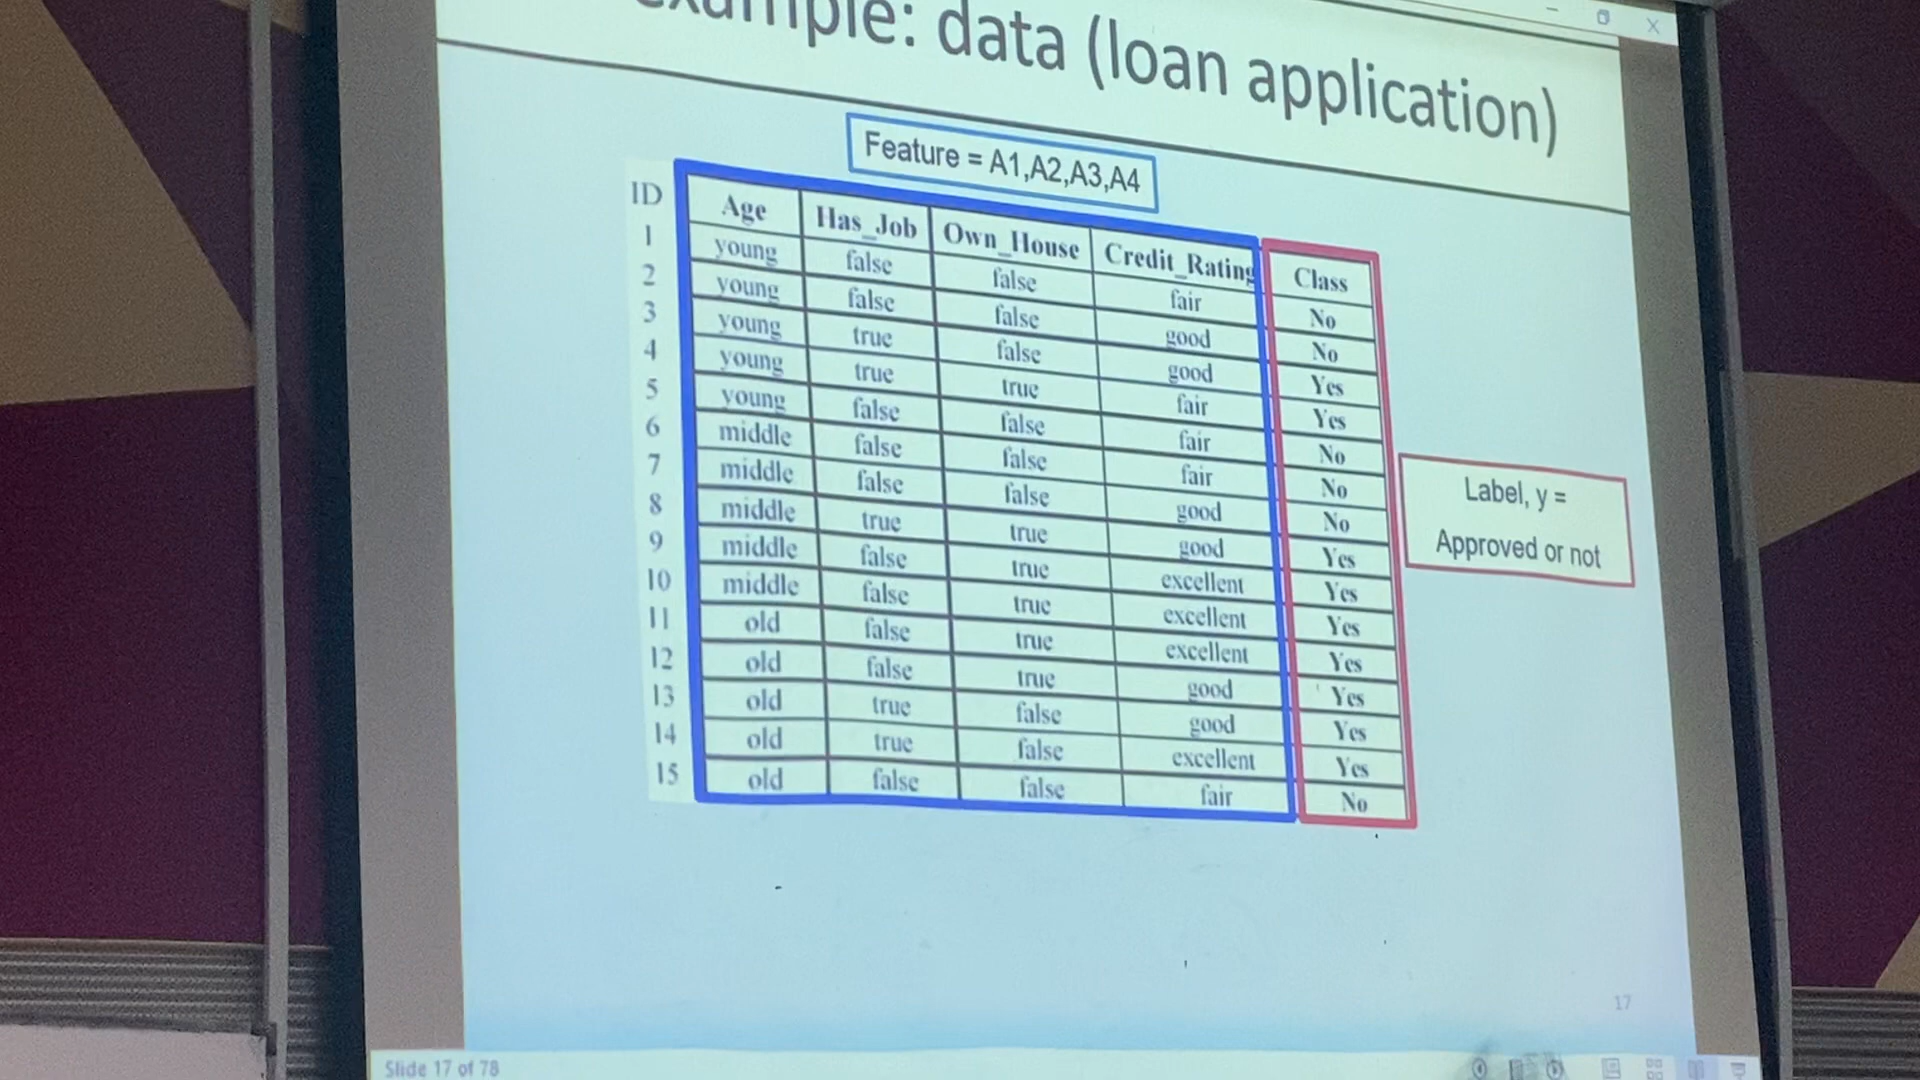 example: data (loan application)
Feature = A1,A2,A3,A4
ID Age Has_Job Own_House Credit_Rating Class
1 young false false fair No
2 young false false good No
3 young true false good Yes
4 young true true fair Yes
5 young false false fair No
6 middle false false fair No
7 middle false false good No
8 middle true true good Yes
9 middle false true excellent Yes
10 middle false true excellent Yes
11 old false true excellent Yes
12 old false true good Yes
13 old true false good Yes
14 old true false excellent Yes
15 old false false fair No
Label, y =
Approved or not
17
Slide 17 of 78